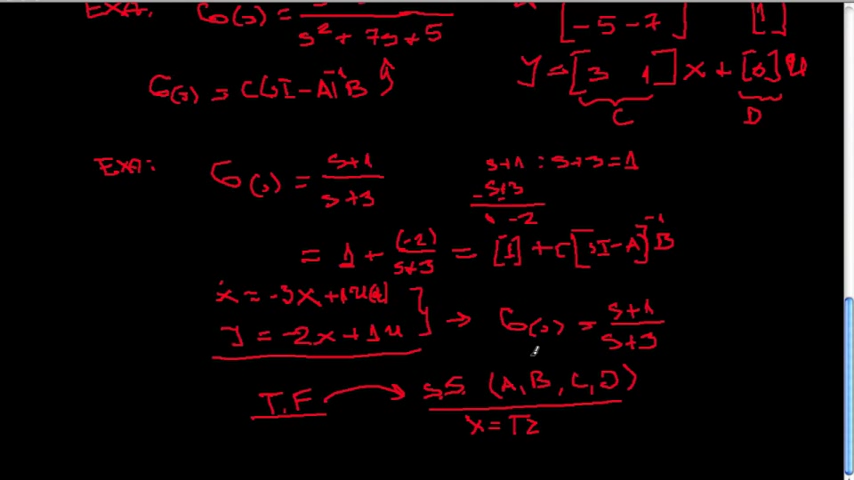 EXA: G(s) =
s² + 7s + 5
[-5 -7] [1]
G(s) = C(sI - A)⁻¹B
y = [3 1]x + [0]u
C D
EXA: G(s) = s+1 / s+3
s+1 : s+3 = 1
-s+3
-2
= 1 + (-2) / s+3 = [1] + C[sI - A]⁻¹B
ẋ = -3x + 1u(t)
y = -2x + 1u → G(s) = s+1 / s+3
T.F → s.s. (A, B, C, D)
x = Tz